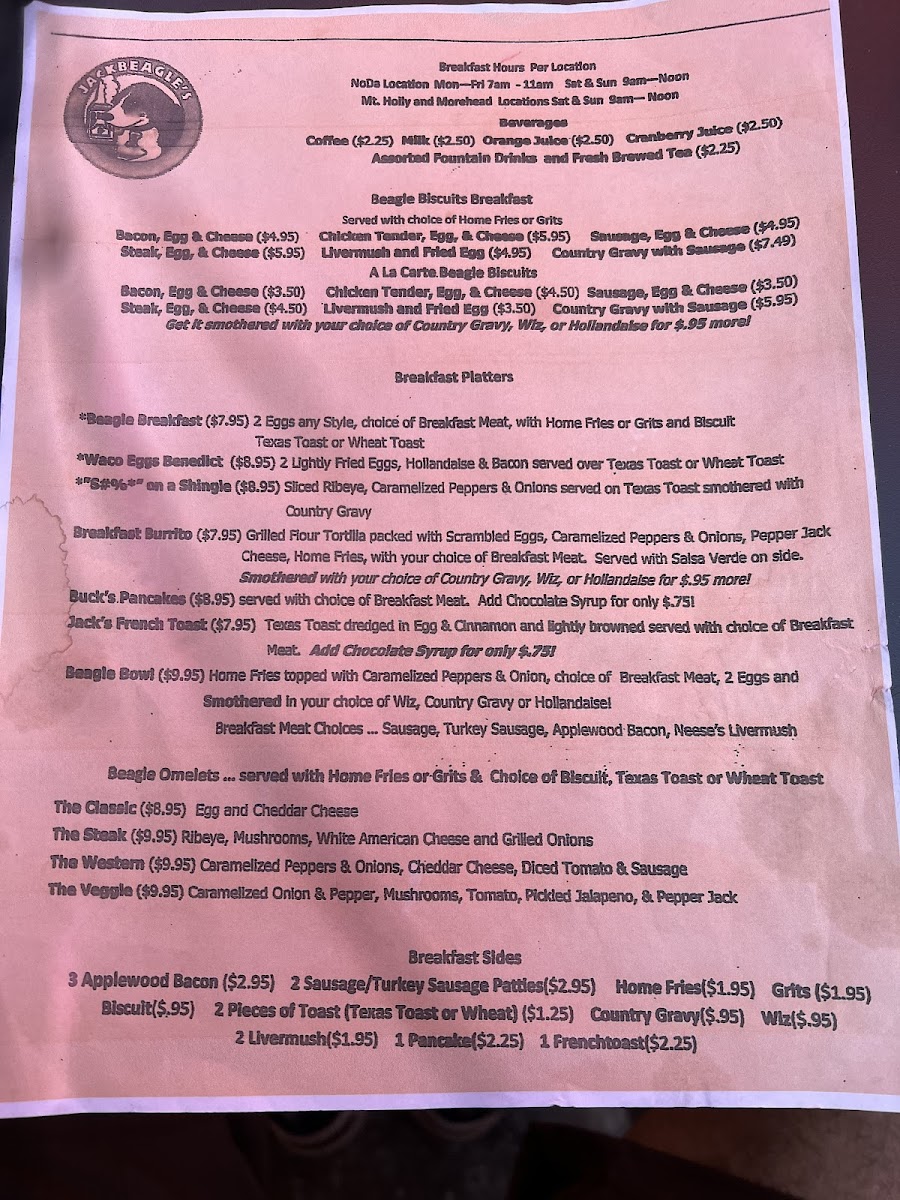 JACKBEAGLE'S
Breakfast Hours Per Location
NoDa Location Mon—Fri 7am - 11am Sat & Sun 9am—Noon
Mt. Holly and Morehead Locations Sat & Sun 9am— Noon
Beverages
Coffee ($2.25) Milk ($2.50) Orange Juice ($2.50) Cranberry Juice ($2.50)
Assorted Fountain Drinks and Fresh Brewed Tea ($2.25)
Beagle Biscuits Breakfast
Served with choice of Home Fries or Grits
Bacon, Egg & Cheese ($4.95) Chicken Tender, Egg, & Cheese ($5.95) Sausage, Egg & Cheese ($4.95)
Steak, Egg, & Cheese ($5.95) Livermush and Fried Egg ($4.95) Country Gravy with Sausage ($7.49)
A La Carte Beagle Biscuits
Bacon, Egg & Cheese ($3.50) Chicken Tender, Egg, & Cheese ($4.50) Sausage, Egg & Cheese ($3.50)
Steak, Egg, & Cheese ($4.50) Livermush and Fried Egg ($3.50) Country Gravy with Sausage ($5.95)
Get it smothered with your choice of Country Gravy, Wiz, or Hollandaise for $.95 more!
Breakfast Platters
*Beagle Breakfast ($7.95) 2 Eggs any Style, choice of Breakfast Meat, with Home Fries or Grits and Biscuit
Texas Toast or Wheat Toast
*Waco Eggs Benedict ($8.95) 2 Lightly Fried Eggs, Hollandaise & Bacon served over Texas Toast or Wheat Toast
*"S#%*" on a Shingle ($8.95) Sliced Ribeye, Caramelized Peppers & Onions served on Texas Toast smothered with
Country Gravy
Breakfast Burrito ($7.95) Grilled Flour Tortilla packed with Scrambled Eggs, Caramelized Peppers & Onions, Pepper Jack
Cheese, Home Fries, with your choice of Breakfast Meat. Served with Salsa Verde on side.
Smothered with your choice of Country Gravy, Wiz, or Hollandaise for $.95 more!
Buck's Pancakes ($8.95) served with choice of Breakfast Meat. Add Chocolate Syrup for only $.75!
Jack's French Toast ($7.95) Texas Toast dredged in Egg & Cinnamon and lightly browned served with choice of Breakfast
Meat. Add Chocolate Syrup for only $.75!
Beagle Bowl ($9.95) Home Fries topped with Caramelized Peppers & Onion, choice of Breakfast Meat, 2 Eggs and
Smothered in your choice of Wiz, Country Gravy or Hollandaise!
Breakfast Meat Choices ... Sausage, Turkey Sausage, Applewood Bacon, Neese's Livermush
Beagle Omelets ... served with Home Fries or Grits & Choice of Biscuit, Texas Toast or Wheat Toast
The Classic ($8.95) Egg and Cheddar Cheese
The Steak ($9.95) Ribeye, Mushrooms, White American Cheese and Grilled Onions
The Western ($9.95) Caramelized Peppers & Onions, Cheddar Cheese, Diced Tomato & Sausage
The Veggie ($9.95) Caramelized Onion & Pepper, Mushrooms, Tomato, Pickled Jalapeno, & Pepper Jack
Breakfast Sides
3 Applewood Bacon ($2.95) 2 Sausage/Turkey Sausage Patties($2.95) Home Fries($1.95) Grits ($1.95)
Biscuit($.95) 2 Pieces of Toast (Texas Toast or Wheat) ($1.25) Country Gravy($.95) Wiz($.95)
2 Livermush($1.95) 1 Pancake($2.25) 1 Frenchtoast($2.25)